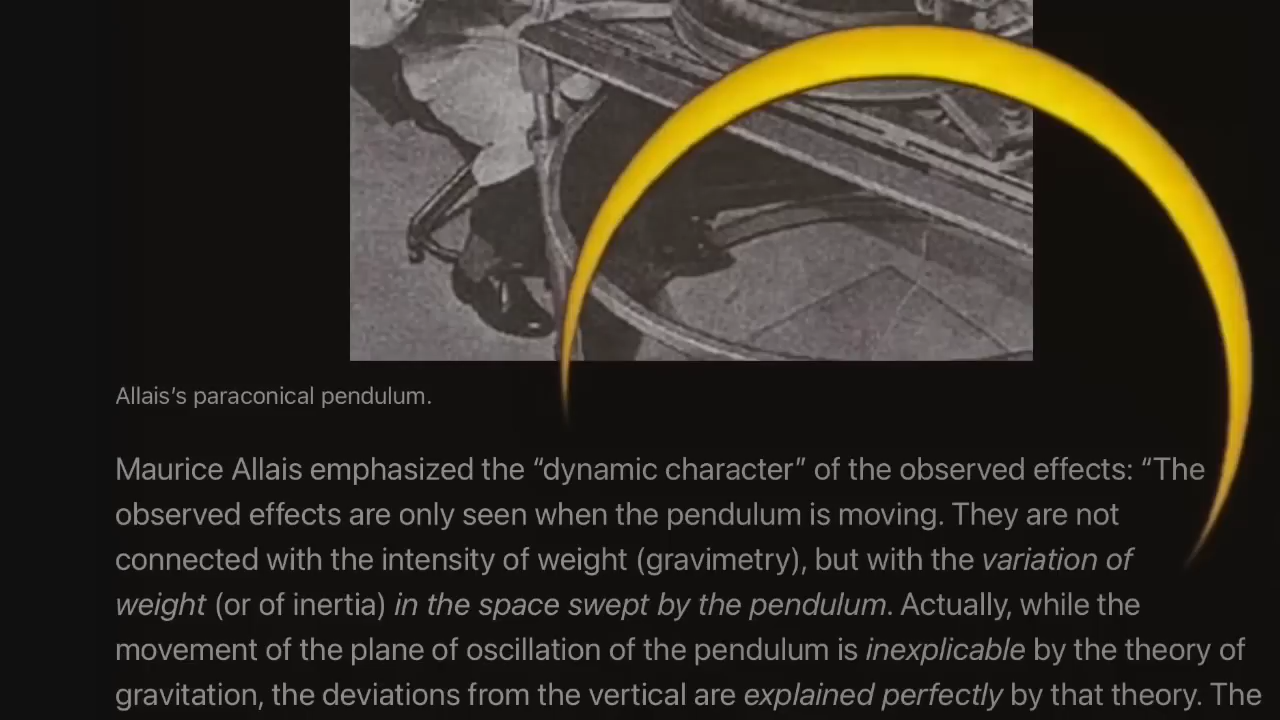 Allais’s paraconical pendulum.
Maurice Allais emphasized the “dynamic character” of the observed effects: “The
observed effects are only seen when the pendulum is moving. They are not
connected with the intensity of weight (gravimetry), but with the variation of
weight (or of inertia) in the space swept by the pendulum. Actually, while the
movement of the plane of oscillation of the pendulum is inexplicable by the theory of
gravitation, the deviations from the vertical are explained perfectly by that theory. The